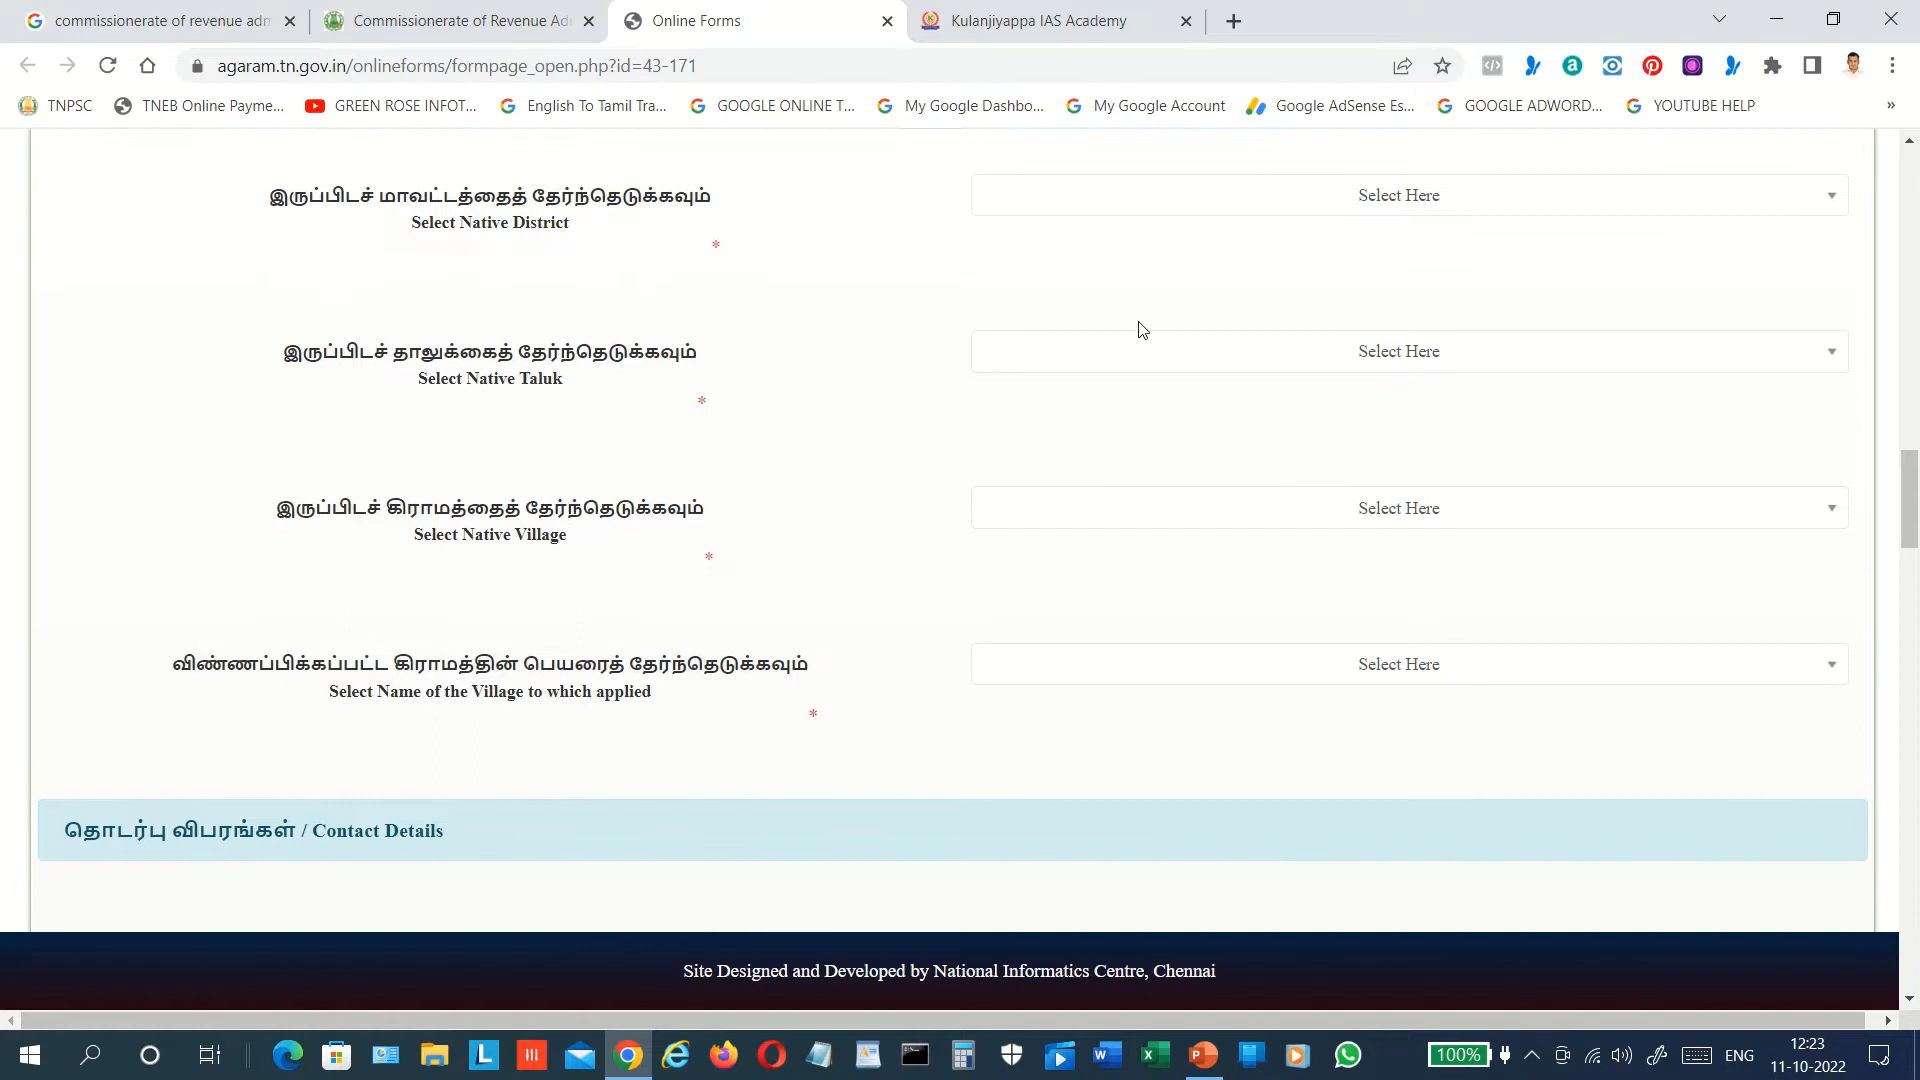 commissionerate of revenue adm
Commissionerate of Revenue Ad
Online Forms
Kulanjiyappa IAS Academy
agaram.tn.gov.in/onlineforms/formpage_open.php?id=43-171
TNPSC
TNEB Online Payme...
GREEN ROSE INFOT...
English To Tamil Tra...
GOOGLE ONLINE T...
My Google Dashbo...
My Google Account
Google AdSense Es...
GOOGLE ADWORD...
YOUTUBE HELP
»
இருப்பிடச் மாவட்டத்தைத் தேர்ந்தெடுக்கவும்
Select Native District
*
Select Here
இருப்பிடச் தாலுக்கைத் தேர்ந்தெடுக்கவும்
Select Native Taluk
*
Select Here
இருப்பிடச் கிராமத்தைத் தேர்ந்தெடுக்கவும்
Select Native Village
*
Select Here
விண்ணப்பிக்கப்பட்ட கிராமத்தின் பெயரைத் தேர்ந்தெடுக்கவும்
Select Name of the Village to which applied
*
Select Here
தொடர்பு விபரங்கள் / Contact Details
Site Designed and Developed by National Informatics Centre, Chennai
100%
ENG
12:23
11-10-2022